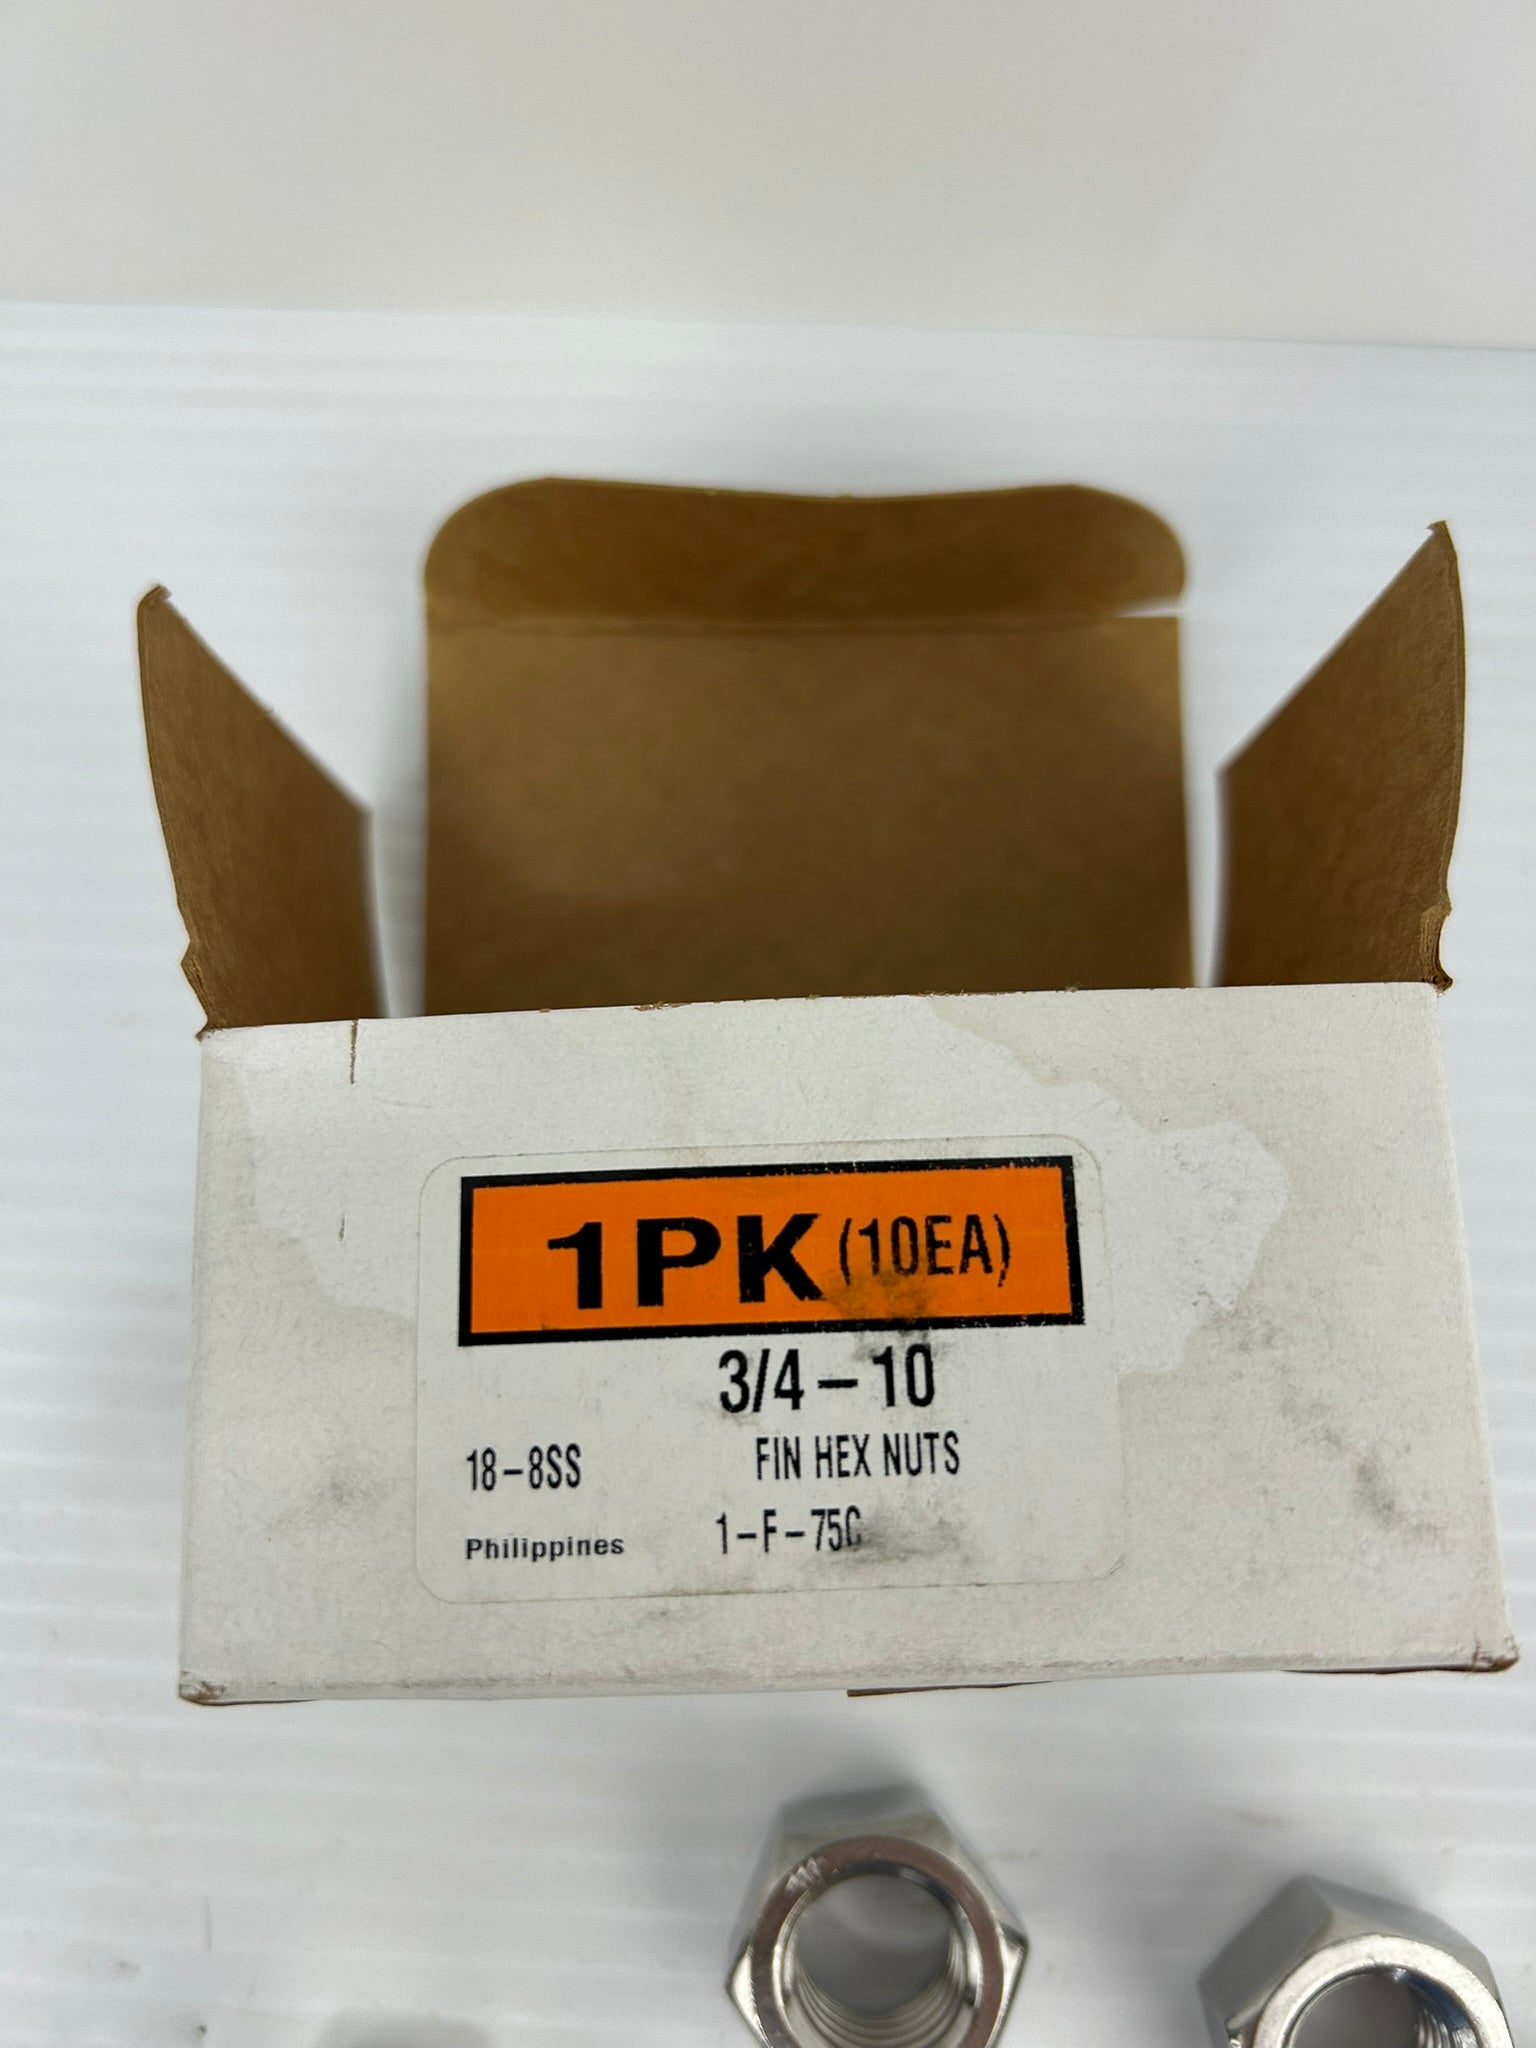 1PK (10EA)
3/4-10
18-8SS FIN HEX NUTS
Philippines 1-F-75C